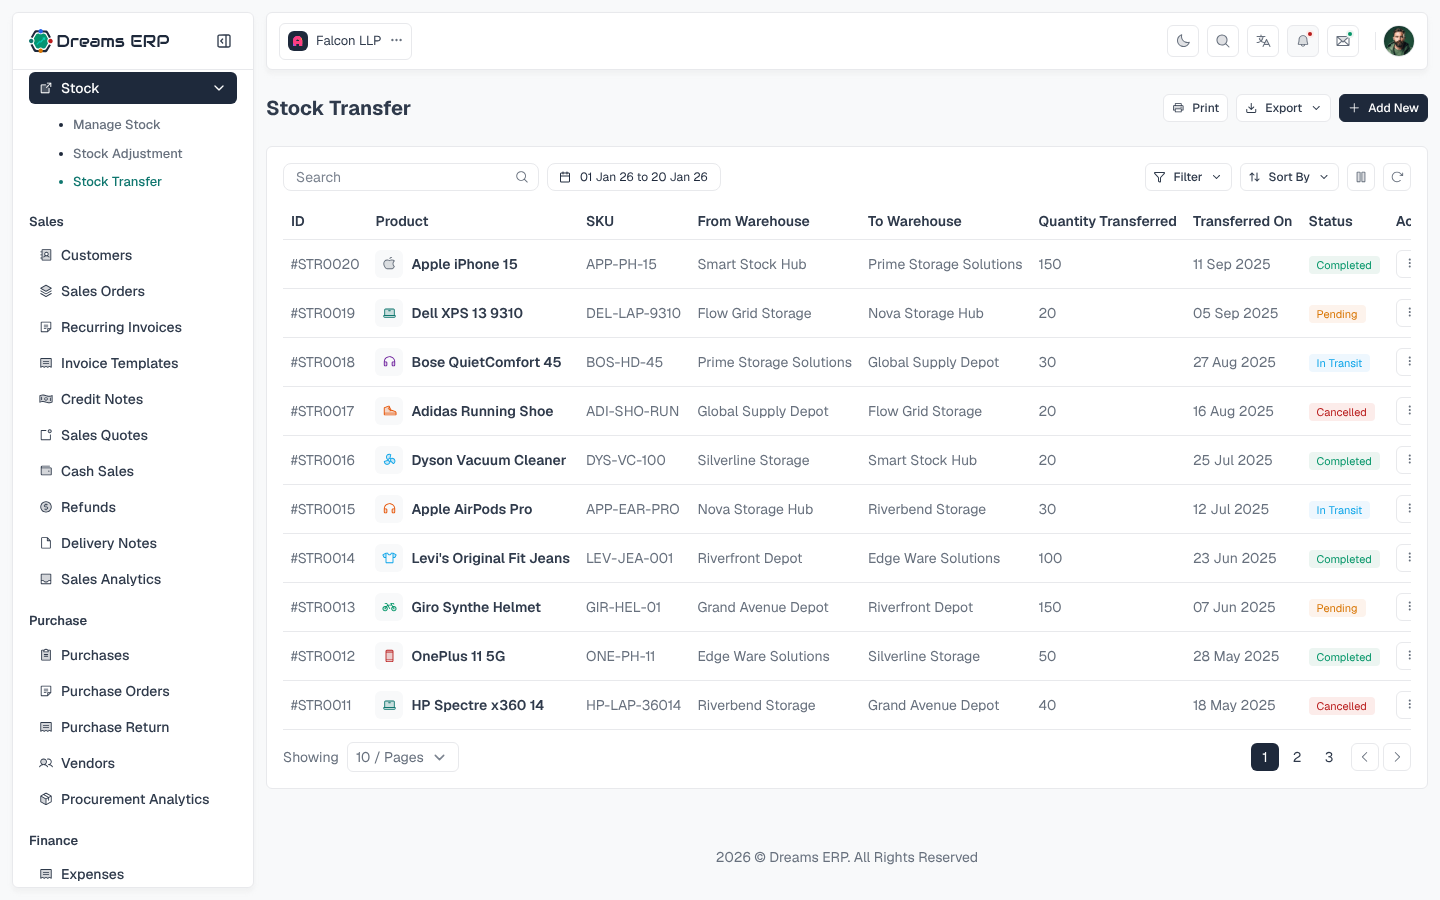 Dreams ERP
Falcon LLP
Stock
Manage Stock
Stock Adjustment
Stock Transfer
Sales
Customers
Sales Orders
Recurring Invoices
Invoice Templates
Credit Notes
Sales Quotes
Cash Sales
Refunds
Delivery Notes
Sales Analytics
Purchase
Purchases
Purchase Orders
Purchase Return
Vendors
Procurement Analytics
Finance
Expenses
Stock Transfer
Print
Export
Add New
Search
01 Jan 26 to 20 Jan 26
Filter
Sort By
ID Product SKU From Warehouse To Warehouse Quantity Transferred Transferred On Status Ac
#STR0020 Apple iPhone 15 APP-PH-15 Smart Stock Hub Prime Storage Solutions 150 11 Sep 2025 Completed
#STR0019 Dell XPS 13 9310 DEL-LAP-9310 Flow Grid Storage Nova Storage Hub 20 05 Sep 2025 Pending
#STR0018 Bose QuietComfort 45 BOS-HD-45 Prime Storage Solutions Global Supply Depot 30 27 Aug 2025 In Transit
#STR0017 Adidas Running Shoe ADI-SHO-RUN Global Supply Depot Flow Grid Storage 20 16 Aug 2025 Cancelled
#STR0016 Dyson Vacuum Cleaner DYS-VC-100 Silverline Storage Smart Stock Hub 20 25 Jul 2025 Completed
#STR0015 Apple AirPods Pro APP-EAR-PRO Nova Storage Hub Riverbend Storage 30 12 Jul 2025 In Transit
#STR0014 Levi's Original Fit Jeans LEV-JEA-001 Riverfront Depot Edge Ware Solutions 100 23 Jun 2025 Completed
#STR0013 Giro Synthe Helmet GIR-HEL-01 Grand Avenue Depot Riverfront Depot 150 07 Jun 2025 Pending
#STR0012 OnePlus 11 5G ONE-PH-11 Edge Ware Solutions Silverline Storage 50 28 May 2025 Completed
#STR0011 HP Spectre x360 14 HP-LAP-36014 Riverbend Storage Grand Avenue Depot 40 18 May 2025 Cancelled
Showing 10 / Pages
1 2 3
2026 © Dreams ERP. All Rights Reserved